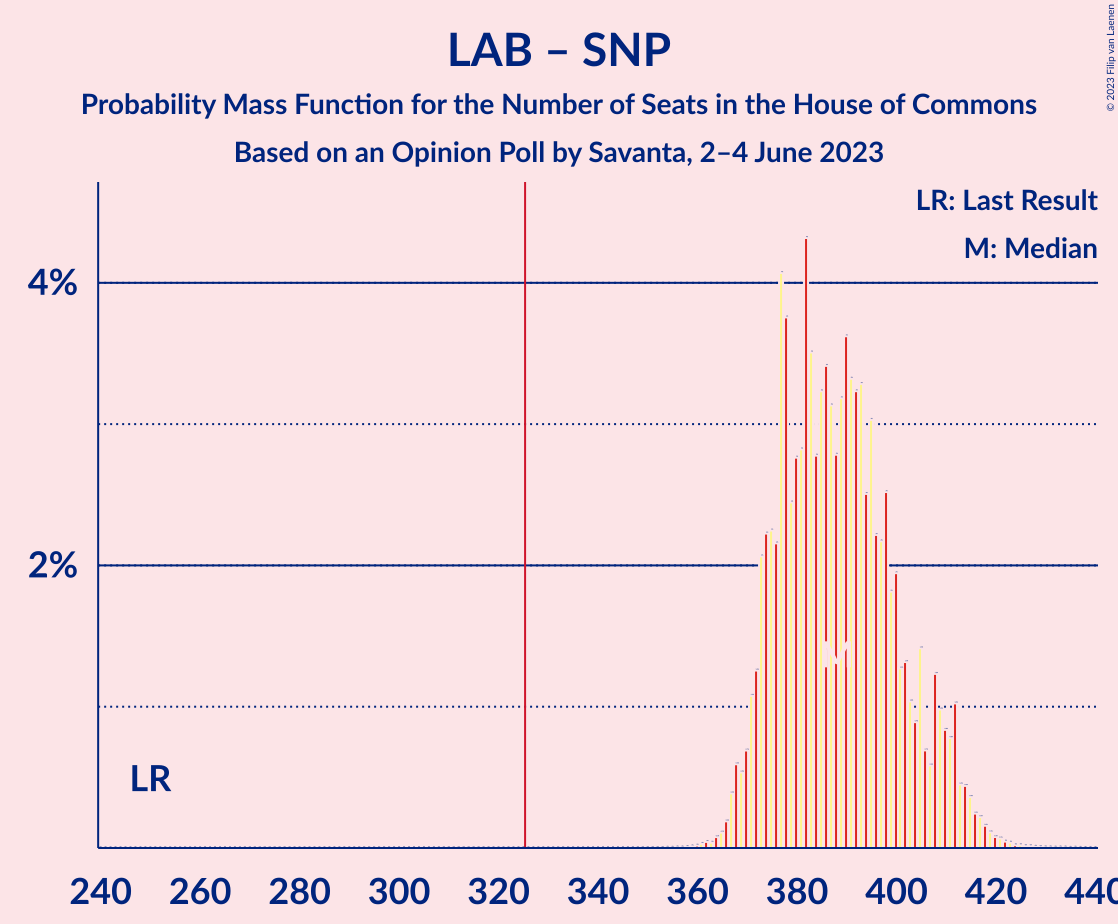 LAB – SNP
Probability Mass Function for the Number of Seats in the House of Commons
Based on an Opinion Poll by Savanta, 2–4 June 2023
© 2023 Filip van Laenen
LR: Last Result
M: Median
4%
2%
M
LR
240 260 280 300 320 340 360 380 400 420 440